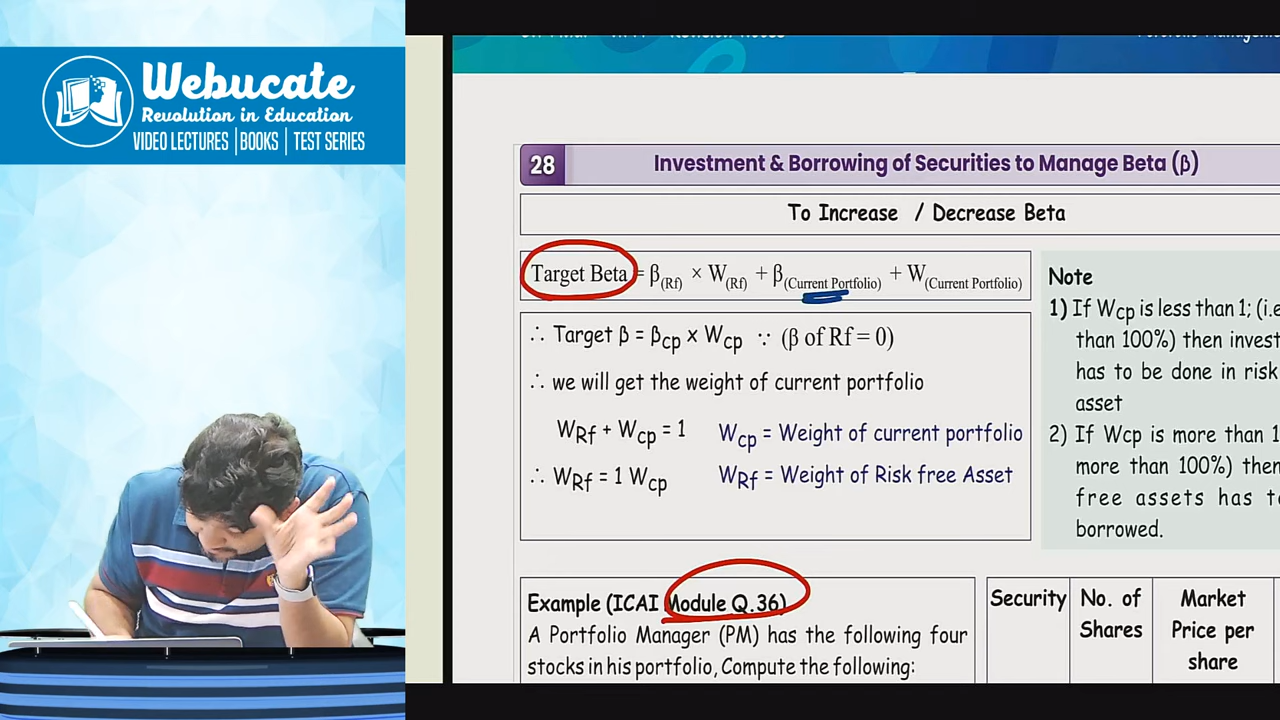 Webucate
Revolution in Education
VIDEO LECTURES | BOOKS | TEST SERIES
28 Investment & Borrowing of Securities to Manage Beta (β)
To Increase / Decrease Beta
Target Beta = β(Rf) × W(Rf) + β(Current Portfolio) + W(Current Portfolio)
∴ Target β = βcp x Wcp ∵ (β of Rf = 0)
∴ we will get the weight of current portfolio
WRf + Wcp = 1 Wcp = Weight of current portfolio
∴ WRf = 1 Wcp WRf = Weight of Risk free Asset
Note
1) If Wcp is less than 1; (i.e
than 100%) then invest
has to be done in risk
asset
2) If Wcp is more than 1
more than 100%) then
free assets has to
borrowed.
Example (ICAI Module Q.36)
A Portfolio Manager (PM) has the following four
stocks in his portfolio, Compute the following:
Security
No. of
Shares
Market
Price per
share